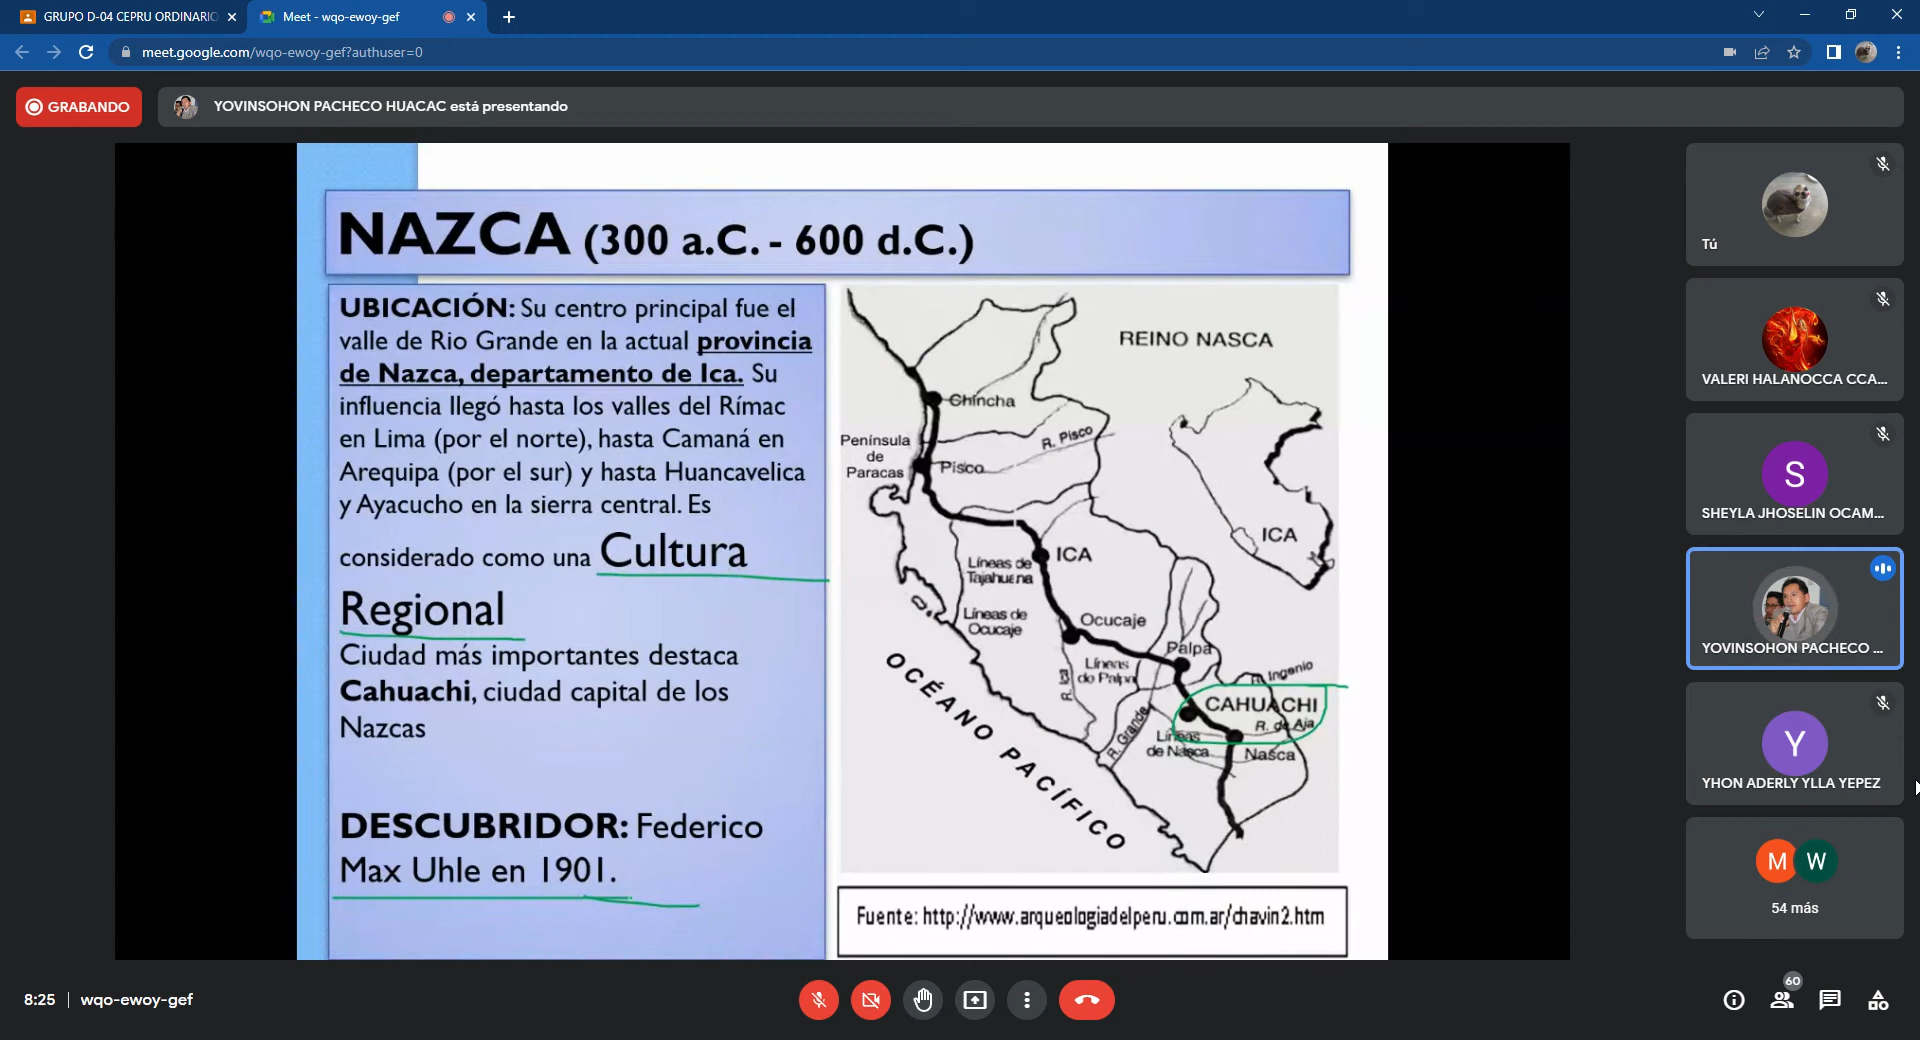 GRUPO D-04 CEPRU ORDINARIO
Meet - wqo-ewoy-gef
meet.google.com/wqo-ewoy-gef?authuser=0
GRABANDO
YOVINSOHON PACHECO HUACAC está presentando
NAZCA (300 a.C. - 600 d.C.)
UBICACIÓN: Su centro principal fue el
valle de Rio Grande en la actual provincia
de Nazca, departamento de Ica. Su
influencia llegó hasta los valles del Rímac
en Lima (por el norte), hasta Camaná en
Arequipa (por el sur) y hasta Huancavelica
y Ayacucho en la sierra central. Es
considerado como una Cultura
Regional
Ciudad más importantes destaca
Cahuachi, ciudad capital de los
Nazcas
DESCUBRIDOR: Federico
Max Uhle en 1901.
REINO NASCA
Chincha
R. Pisco
Península
de
Paracas
Pisco
ICA
ICA
Líneas de
Tajahuana
Líneas de
Ocucaje
Ocucaje
Palpa
R. Ingenio
Líneas
de Palpa
R. Ica
CAHUACHI
R. de Aja
R. Grande
Líneas
de Nasca
Nasca
OCÉANO PACÍFICO
Fuente: http://www.arqueologiadelperu.com.ar/chavin2.htm
Tú
VALERI HALANOCCA CCA...
S
SHEYLA JHOSELIN OCAM...
YOVINSOHON PACHECO ...
Y
YHON ADERLY YLLA YEPEZ
M W
54 más
8:25 | wqo-ewoy-gef
60